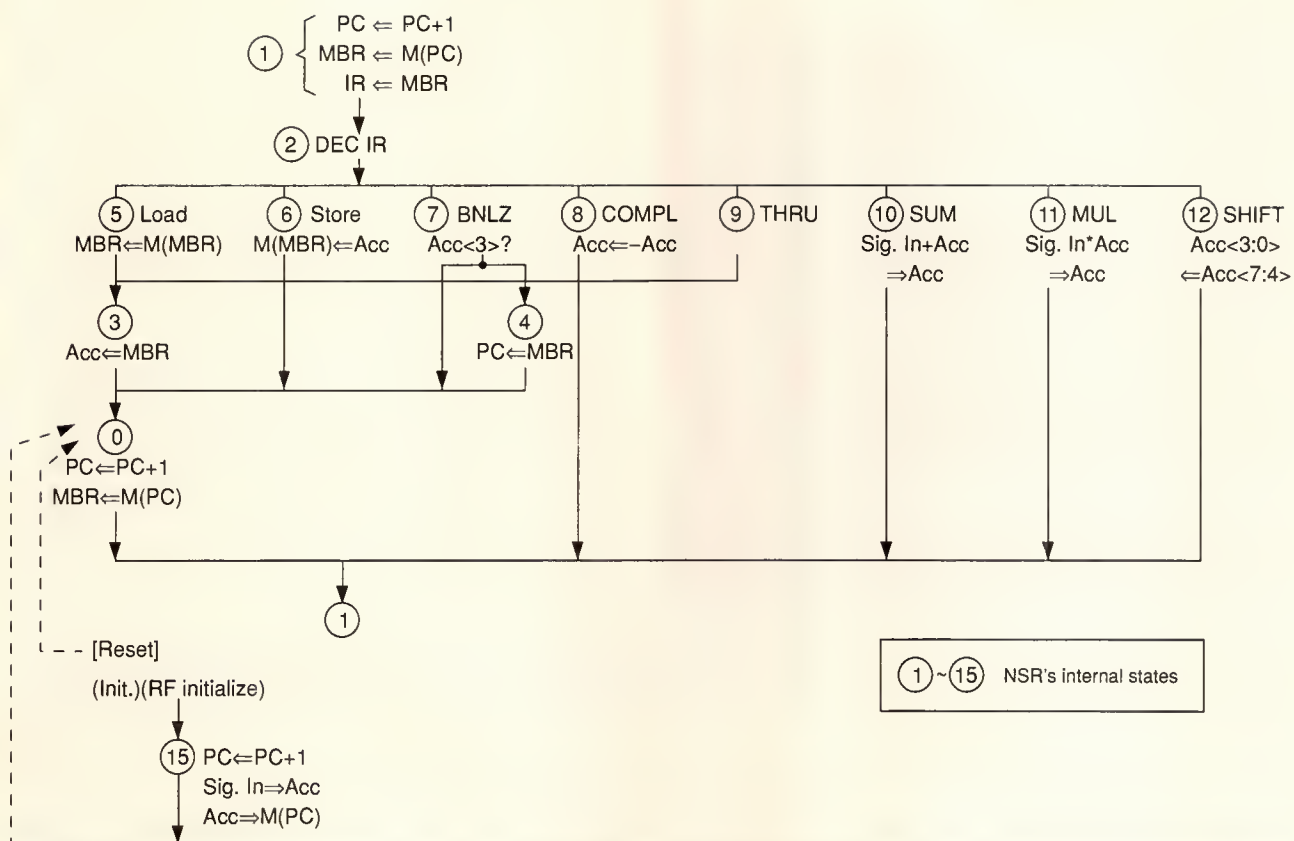 PC ⇐ PC+1
① MBR ⇐ M(PC)
IR ⇐ MBR
② DEC IR
⑤ Load ⑥ Store ⑦ BNLZ ⑧ COMPL ⑨ THRU ⑩ SUM ⑪ MUL ⑫ SHIFT
MBR⇐M(MBR) M(MBR)⇐Acc Acc<3>? Acc⇐−Acc Sig. In+Acc Sig. In*Acc Acc<3:0>
⇒Acc ⇒Acc ⇐Acc<7:4>
③ ④
Acc⇐MBR PC⇐MBR
⓪
PC⇐PC+1
MBR⇐M(PC)
①
[Reset]
(Init.)(RF initialize)
①~⑮ NSR's internal states
⑮ PC⇐PC+1
Sig. In⇒Acc
Acc⇒M(PC)